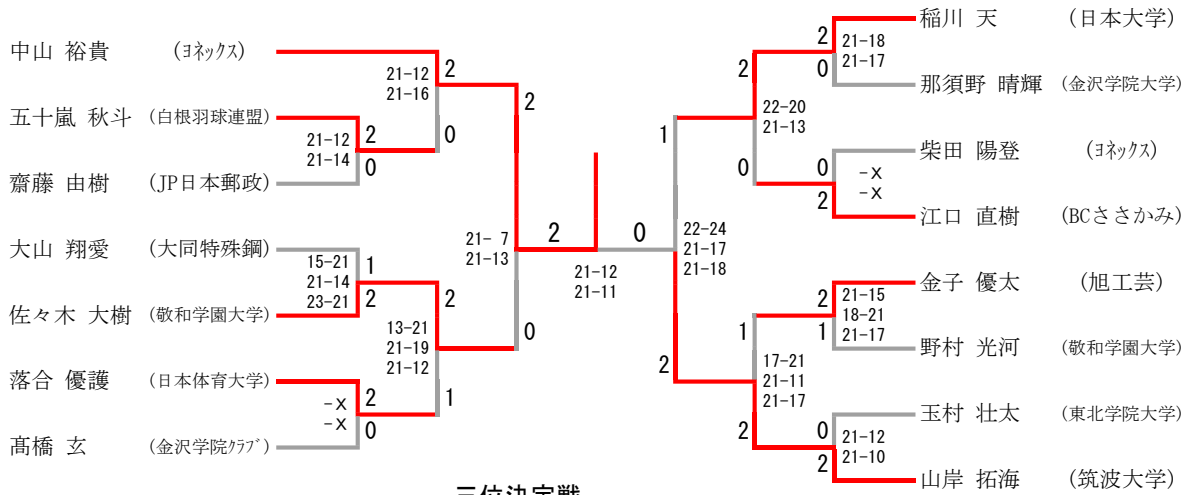 中山 裕貴 (ヨネックス)
21-12
21-16
2
0
五十嵐 秋斗 (白根羽球連盟)
21-12
21-14
2
0
齋藤 由樹 (JP日本郵政)
2
21- 7
21-13
0
大山 翔愛 (大同特殊鋼)
15-21
21-14
23-21
1
2
佐々木 大樹 (敬和学園大学)
13-21
21-19
21-12
2
1
落合 優護 (日本体育大学)
-X
-X
2
0
髙橋 玄 (金沢学院クラブ)
2
0
21-12
21-11
稲川 天 (日本大学)
2
0
21-18
21-17
那須野 晴輝 (金沢学院大学)
2
0
22-20
21-13
柴田 陽登 (ヨネックス)
0
2
-X
-X
江口 直樹 (BCささかみ)
1
2
22-24
21-17
21-18
金子 優太 (旭工芸)
2
1
21-15
18-21
21-17
野村 光河 (敬和学園大学)
1
2
17-21
21-11
21-17
玉村 壮太 (東北学院大学)
0
2
21-12
21-10
山岸 拓海 (筑波大学)
三位決定戦